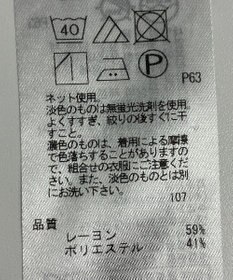 40
P
P63
ネット使用。
淡色のものは無蛍光洗剤を使用。
よくすすぎ、絞りの後すぐに干
すこと。
濃色のものは、着用による摩擦
で色落ちすることがありますの
で、組合せの衣服にご注意くださ
い。また、淡色のものとは別に
お洗い下さい。
107
品質
レーヨン 59%
ポリエステル 41%